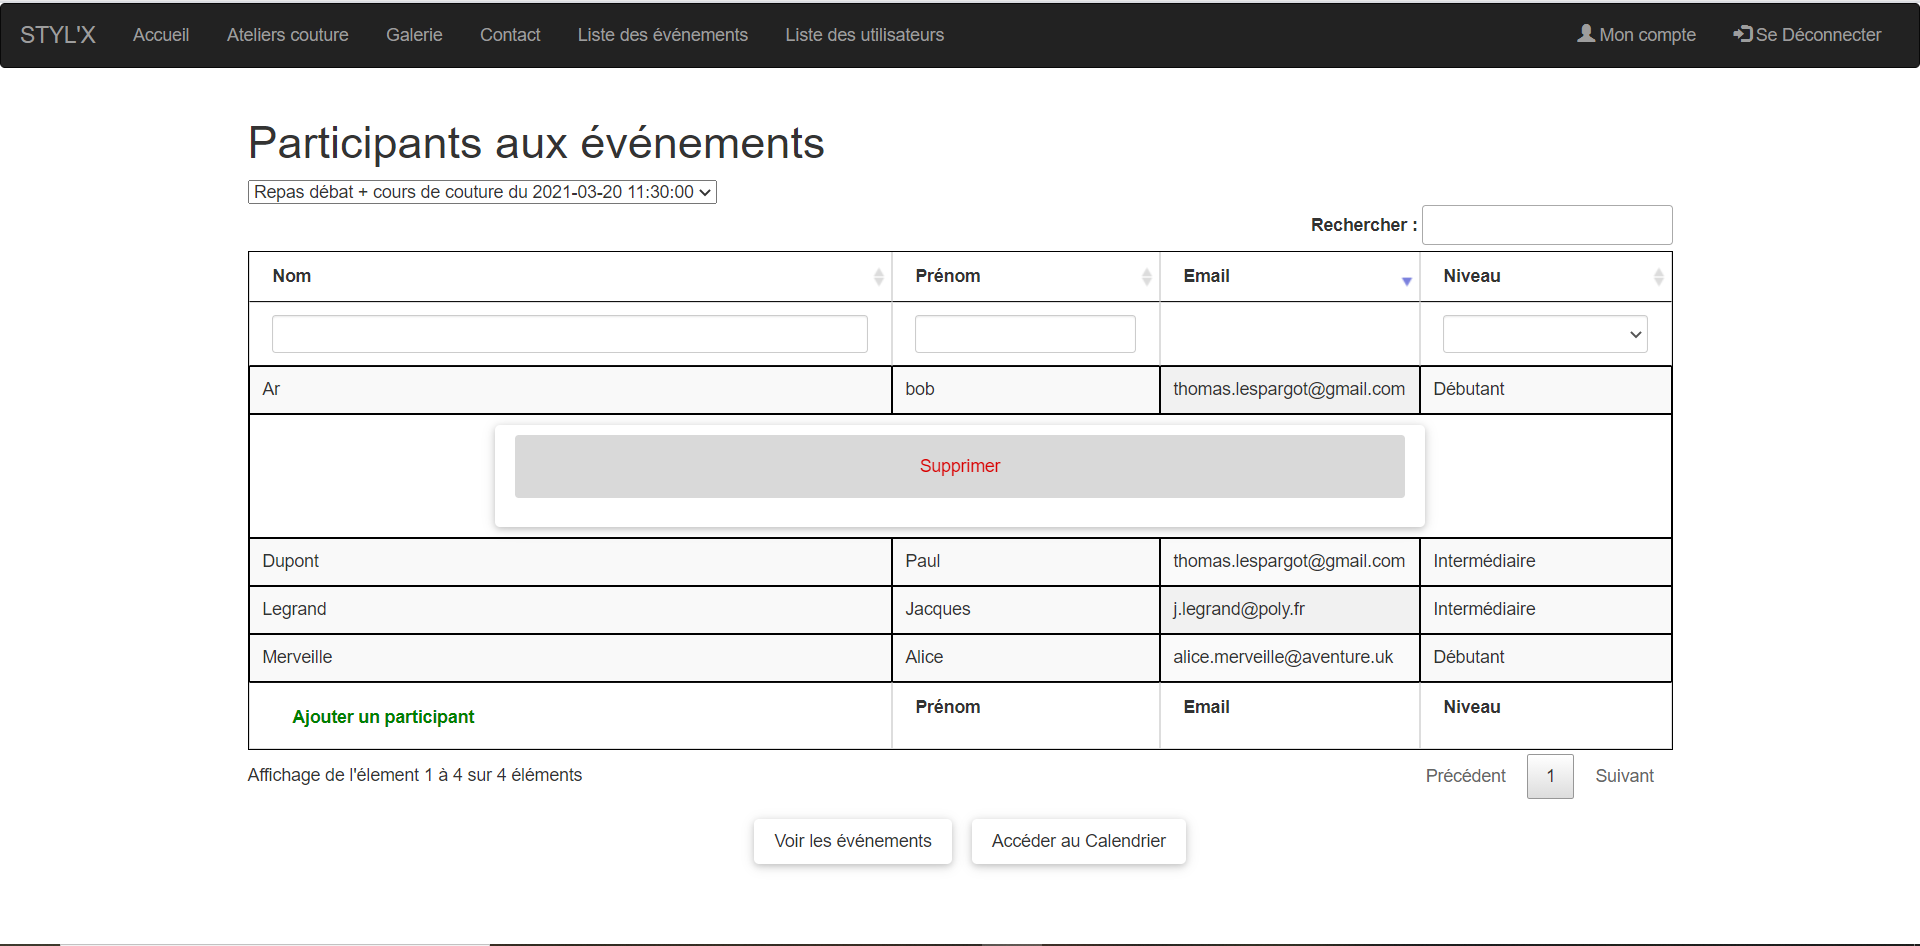 STYL'X Accueil Ateliers couture Galerie Contact Liste des événements Liste des utilisateurs Mon compte Se Déconnecter
Participants aux événements
Repas débat + cours de couture du 2021-03-20 11:30:00
Rechercher :
Nom Prénom Email Niveau
Ar bob thomas.lespargot@gmail.com Débutant
Supprimer
Dupont Paul thomas.lespargot@gmail.com Intermédiaire
Legrand Jacques j.legrand@poly.fr Intermédiaire
Merveille Alice alice.merveille@aventure.uk Débutant
Ajouter un participant Prénom Email Niveau
Affichage de l'élement 1 à 4 sur 4 éléments Précédent 1 Suivant
Voir les événements Accéder au Calendrier